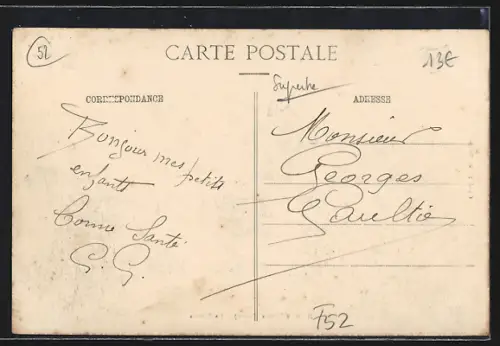 52
CARTE POSTALE
13€
Superbe
CORRESPONDANCE
ADRESSE
Bonjour mes petits
enfants
Bonne Santé
G. G.
Monsieur
Georges
Gaultier
F52